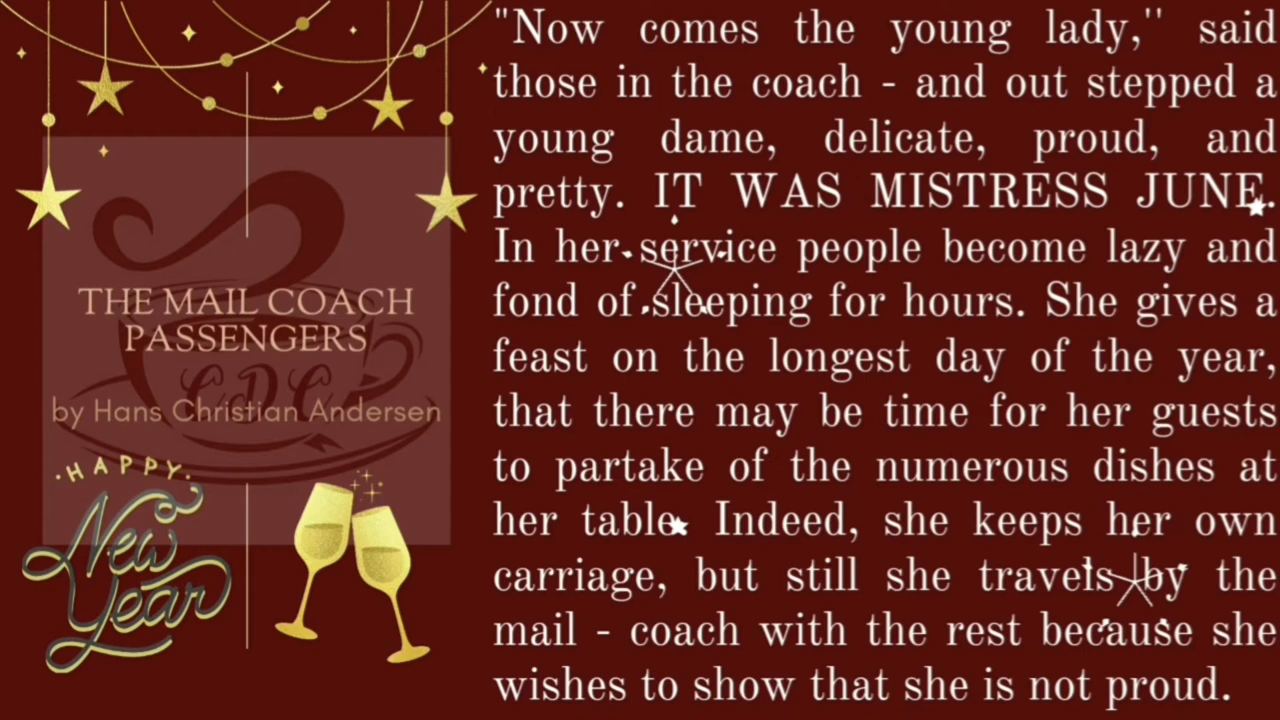 THE MAIL COACH
PASSENGERS
CDC
by Hans Christian Andersen
HAPPY
New
Year
"Now comes the young lady,'' said
those in the coach - and out stepped a
young dame, delicate, proud, and
pretty. IT WAS MISTRESS JUNE.
In her service people become lazy and
fond of sleeping for hours. She gives a
feast on the longest day of the year,
that there may be time for her guests
to partake of the numerous dishes at
her table. Indeed, she keeps her own
carriage, but still she travels by the
mail - coach with the rest because she
wishes to show that she is not proud.